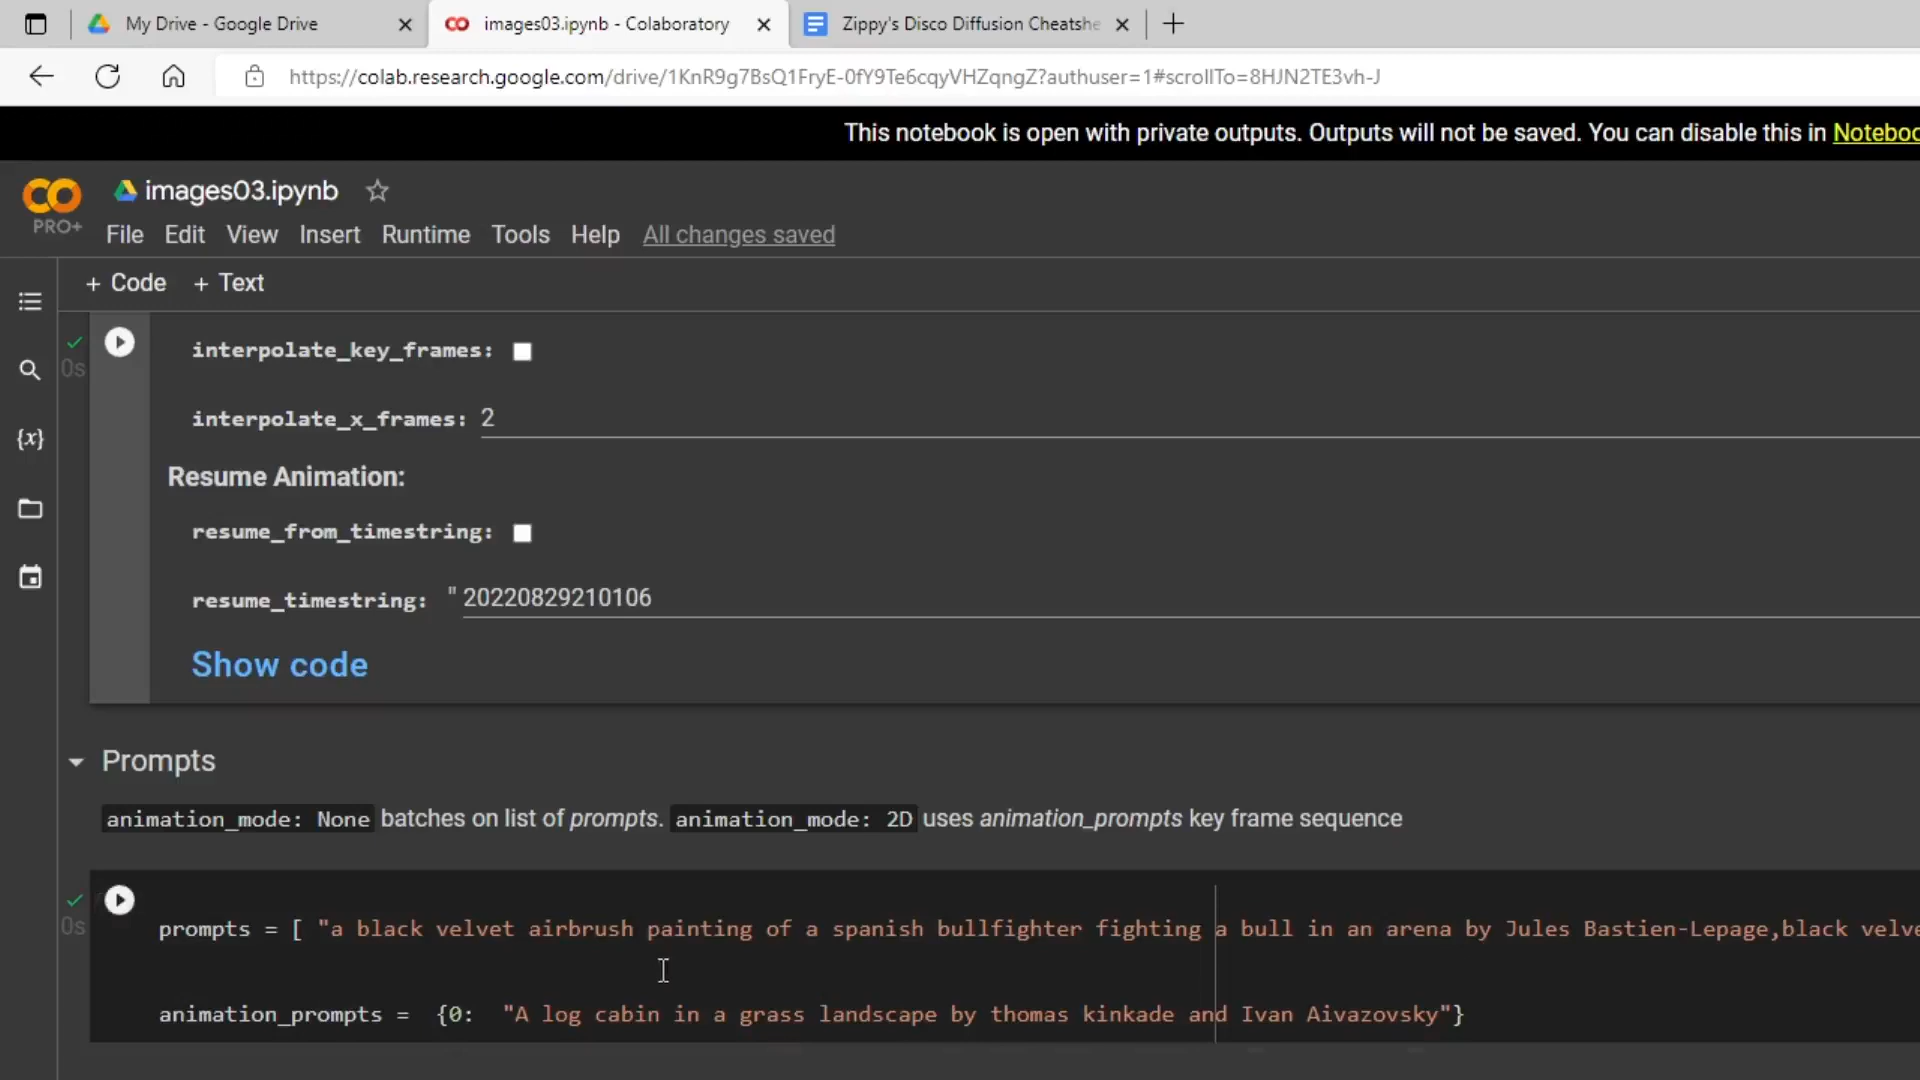 My Drive - Google Drive
images03.ipynb - Colaboratory
Zippy's Disco Diffusion Cheatshe
https://colab.research.google.com/drive/1KnR9g7BsQ1FryE-0fY9Te6cqyVHZqngZ?authuser=1#scrollTo=8HJN2TE3vh-J
This notebook is open with private outputs. Outputs will not be saved. You can disable this in Noteboo
images03.ipynb
PRO+
File Edit View Insert Runtime Tools Help All changes saved
+ Code + Text
interpolate_key_frames:
0s
interpolate_x_frames: 2
{x}
Resume Animation:
resume_from_timestring:
resume_timestring: " 20220829210106
Show code
Prompts
animation_mode: None batches on list of prompts. animation_mode: 2D uses animation_prompts key frame sequence
0s
prompts = [ "a black velvet airbrush painting of a spanish bullfighter fighting a bull in an arena by Jules Bastien-Lepage,black velve
animation_prompts = {0: "A log cabin in a grass landscape by thomas kinkade and Ivan Aivazovsky"}